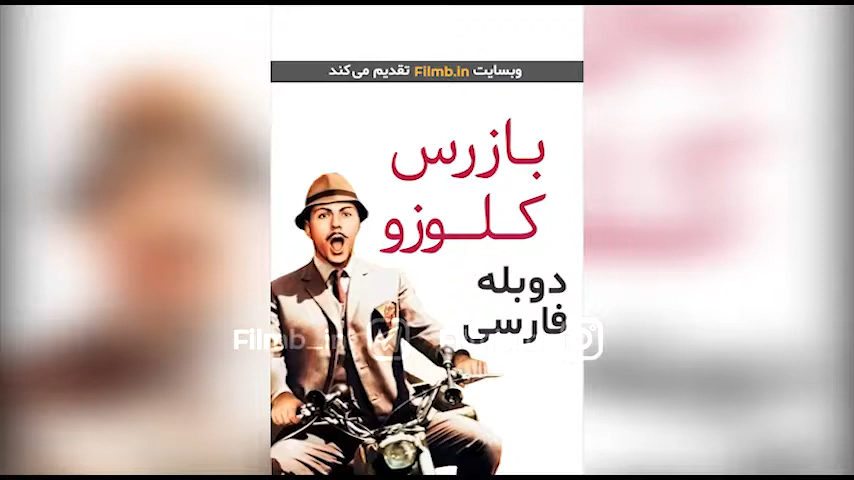 وبسایت Filmb.in تقدیم می‌کند
بازرس
کلوزو
دوبله
فارسی
Filmb_in